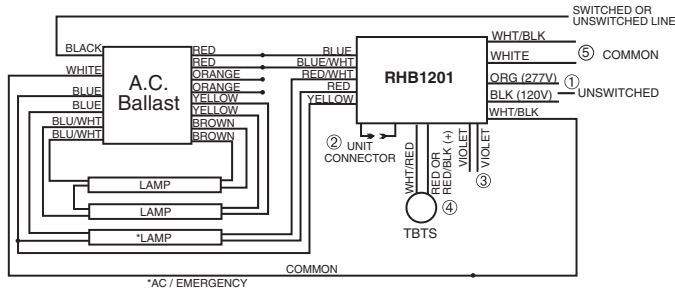 SWITCHED OR
UNSWITCHED LINE
BLACK
WHITE
BLUE
BLUE
BLU/WHT
BLU/WHT
A.C.
Ballast
RED
RED
ORANGE
ORANGE
YELLOW
YELLOW
BROWN
BROWN
BLUE
BLUE/WHT
RED/WHT
RED
YELLOW
RHB1201
WHT/BLK
WHITE
⑤ COMMON
ORG (277V)
①
BLK (120V)
UNSWITCHED
WHT/BLK
② UNIT
CONNECTOR
WHT/RED
RED OR
RED/BLK (+)
VIOLET
VIOLET
③
④
TBTS
LAMP
LAMP
*LAMP
COMMON
*AC / EMERGENCY